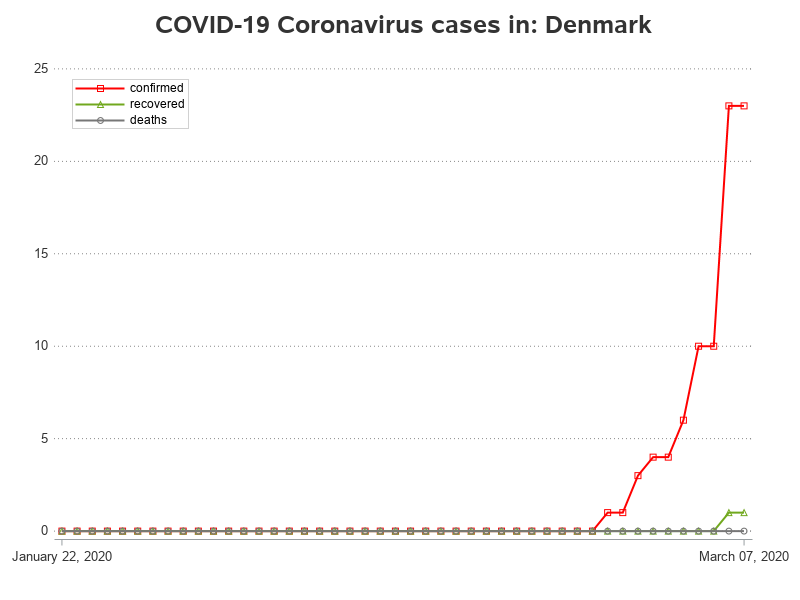 COVID-19 Coronavirus cases in: Denmark
25
confirmed
recovered
deaths
20
15
10
5
0
January 22, 2020
March 07, 2020